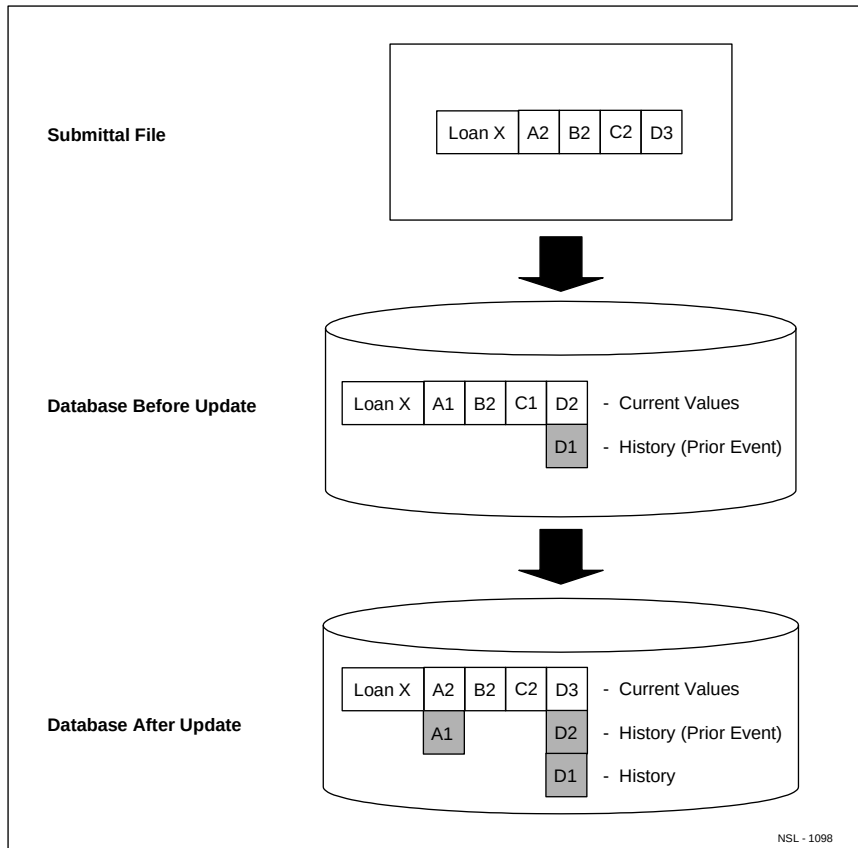 Submittal File
Loan X A2 B2 C2 D3
Database Before Update
Loan X A1 B2 C1 D2 - Current Values
D1 - History (Prior Event)
Database After Update
Loan X A2 B2 C2 D3 - Current Values
A1 D2 - History (Prior Event)
D1 - History
NSL - 1098